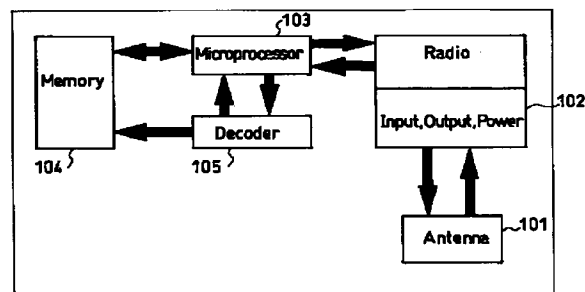 103
Memory
Microprocessor
Radio
102
Input,Output,Power
Decoder
104
105
Antenna
101